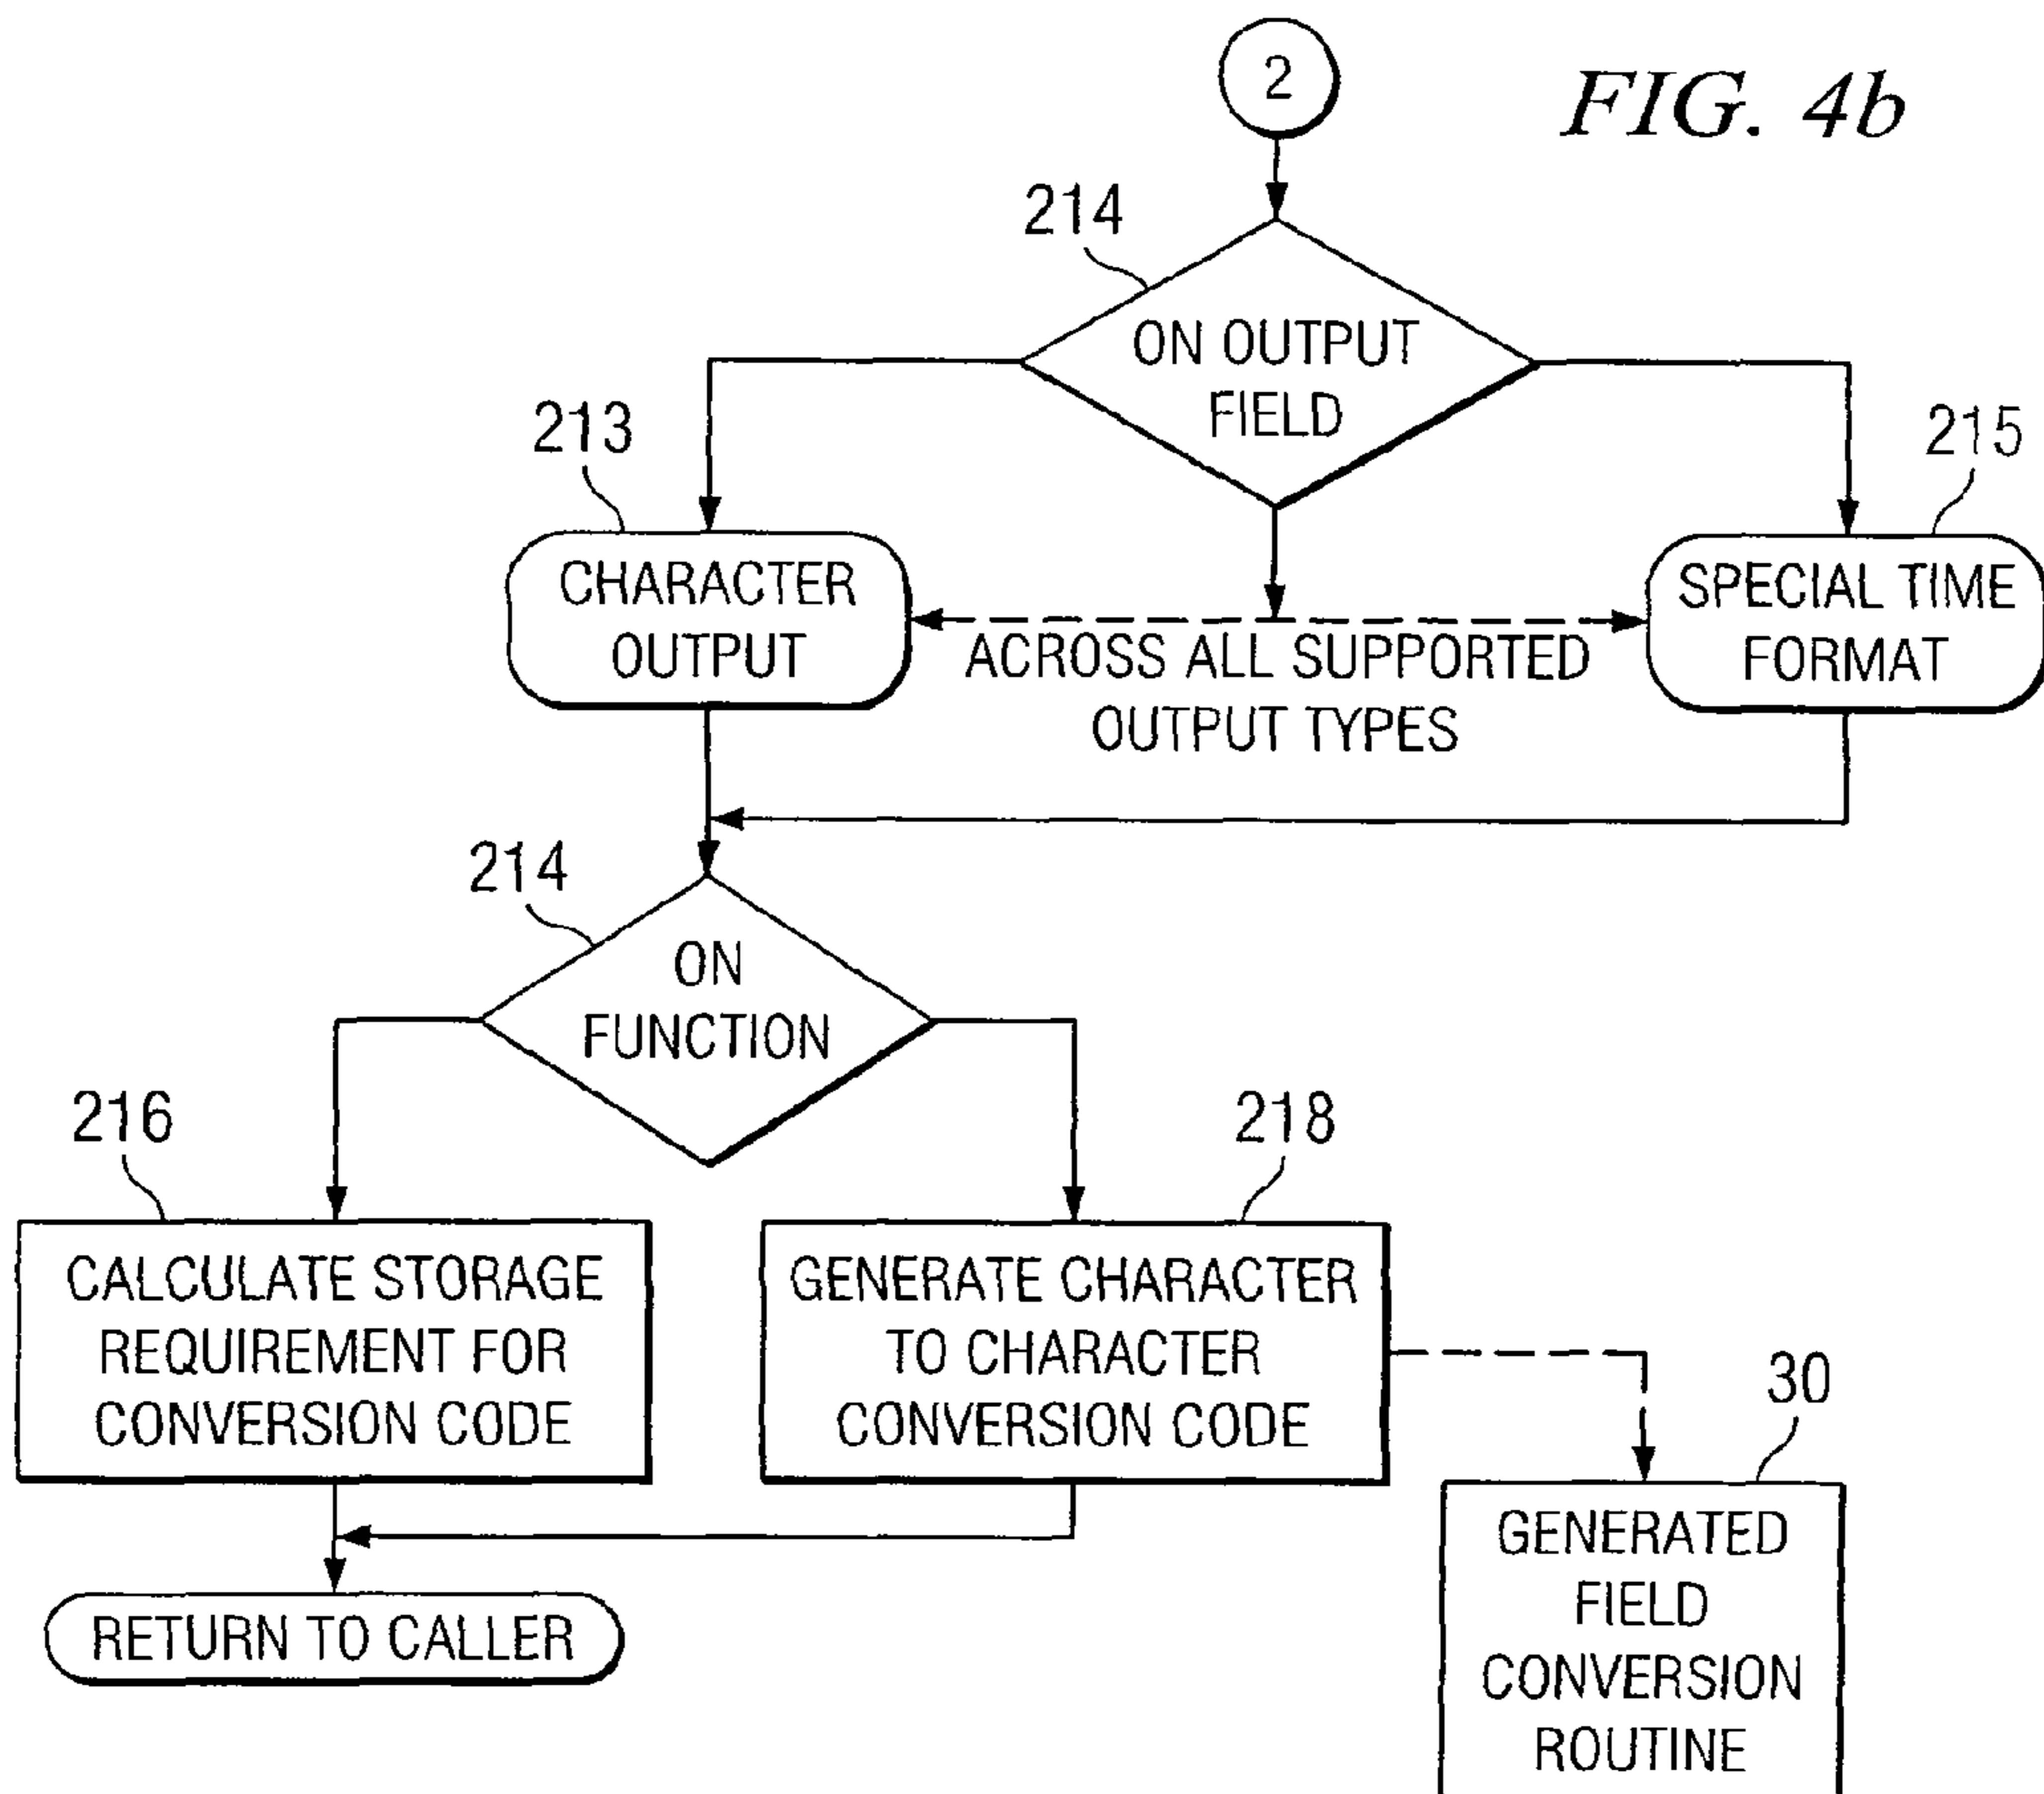 2
FIG. 4b
214
ON OUTPUT
FIELD
213
215
CHARACTER
OUTPUT
SPECIAL TIME
FORMAT
ACROSS ALL SUPPORTED
OUTPUT TYPES
214
ON
FUNCTION
216
218
CALCULATE STORAGE
REQUIREMENT FOR
CONVERSION CODE
GENERATE CHARACTER
TO CHARACTER
CONVERSION CODE
30
GENERATED
FIELD
CONVERSION
ROUTINE
RETURN TO CALLER